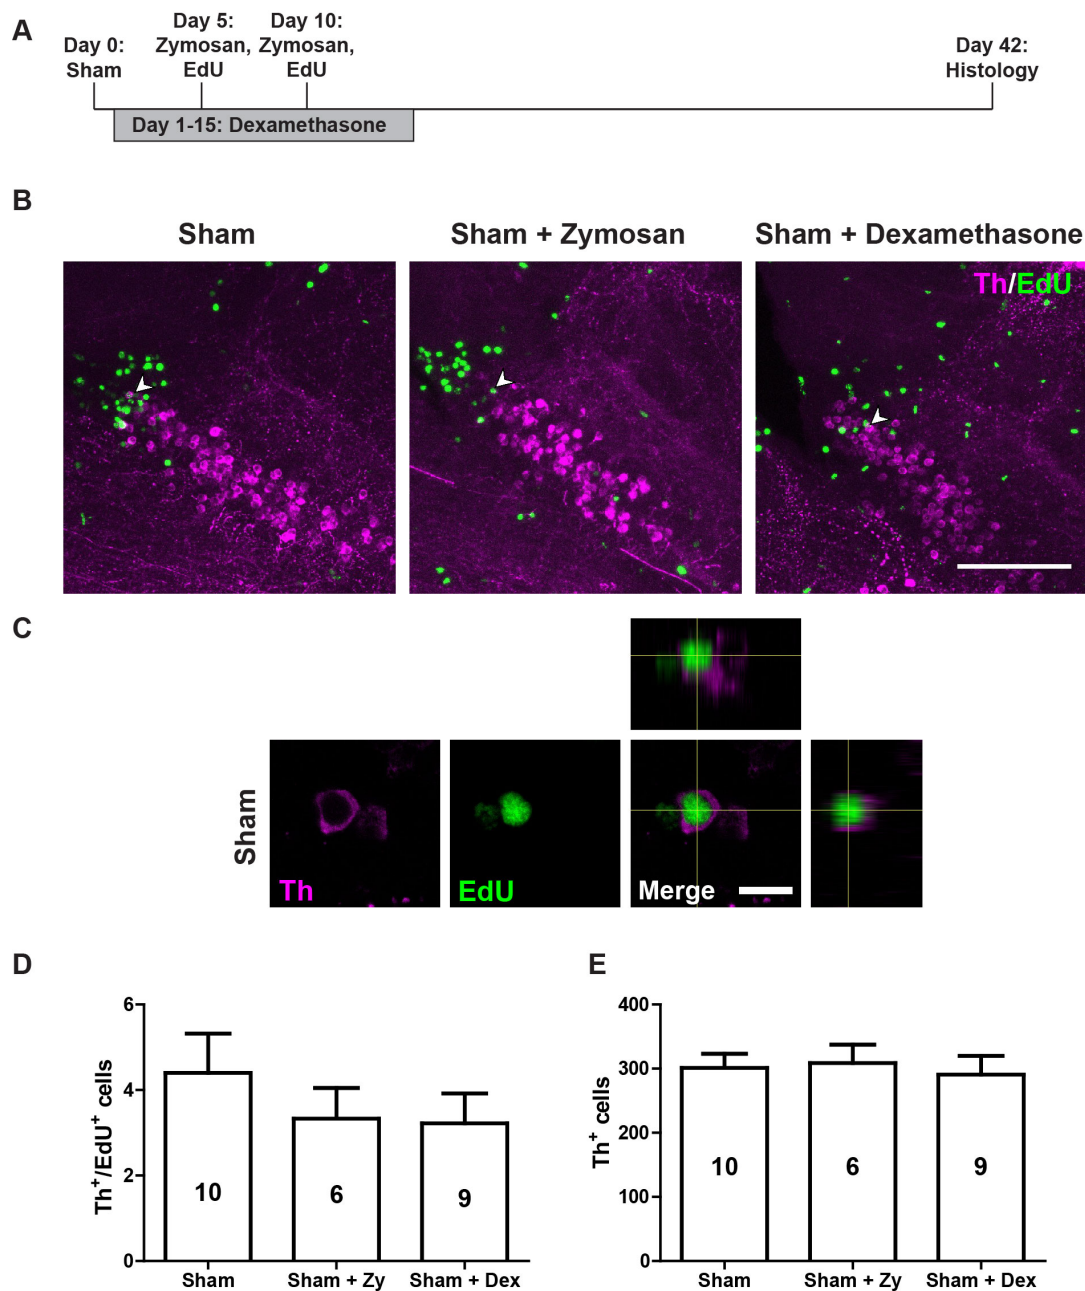 A
Day 0:
Sham
Day 5:
Zymosan,
EdU
Day 10:
Zymosan,
EdU
Day 42:
Histology
Day 1-15: Dexamethasone
B
Sham
Sham + Zymosan
Sham + Dexamethasone
Th/EdU
C
Sham
Th
EdU
Merge
D
Th+/EdU+ cells
6
4
2
0
10
6
9
Sham
Sham + Zy
Sham + Dex
E
Th+ cells
400
300
200
100
0
10
6
9
Sham
Sham + Zy
Sham + Dex